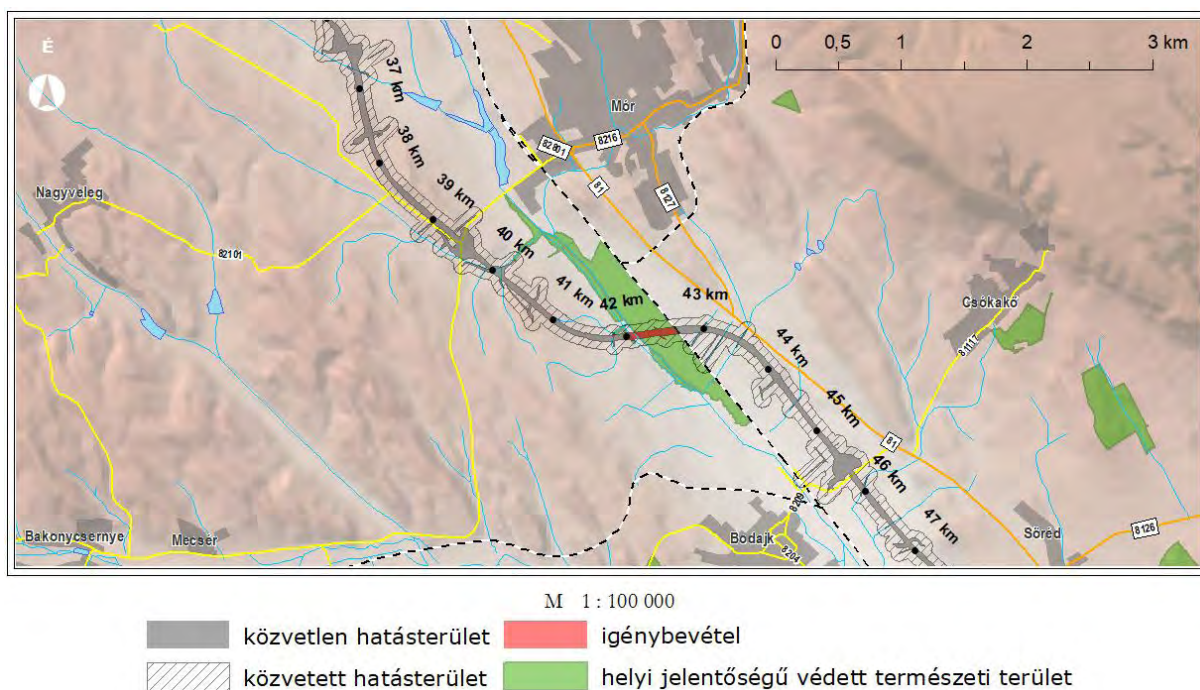 É
0 0,5 1 2 3 km
37 km
Mór
38 km
82801
8216
39 km
81
8127
Nagyveleg
82101
40 km
41 km
42 km
43 km
Csókakő
44 km
81117
45 km
81
46 km
47 km
8204
Bakonycsernye
Mecsér
Bodajk
Söréd
8126
M 1 : 100 000
közvetlen hatásterület
igénybevétel
közvetett hatásterület
helyi jelentőségű védett természeti terület